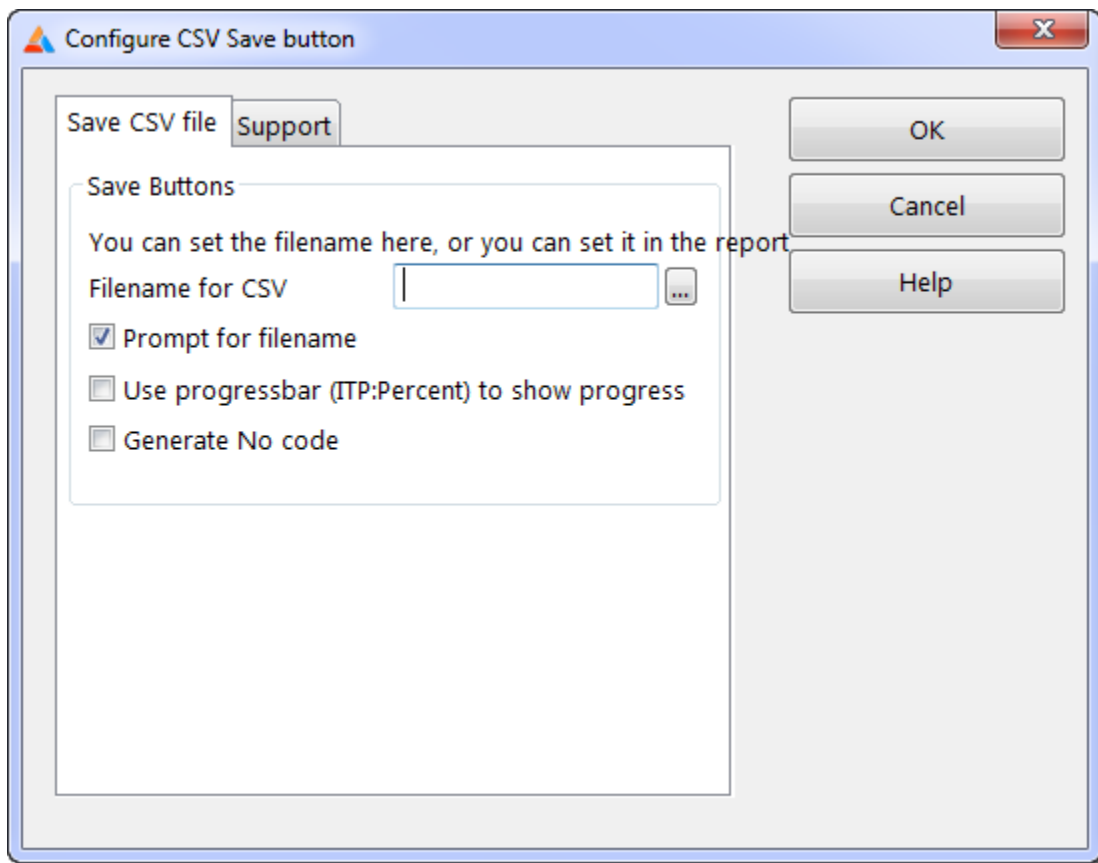 Configure CSV Save button
Save CSV file
Support
Save Buttons
You can set the filename here, or you can set it in the report
Filename for CSV
...
Prompt for filename
Use progressbar (ITP:Percent) to show progress
Generate No code
OK
Cancel
Help